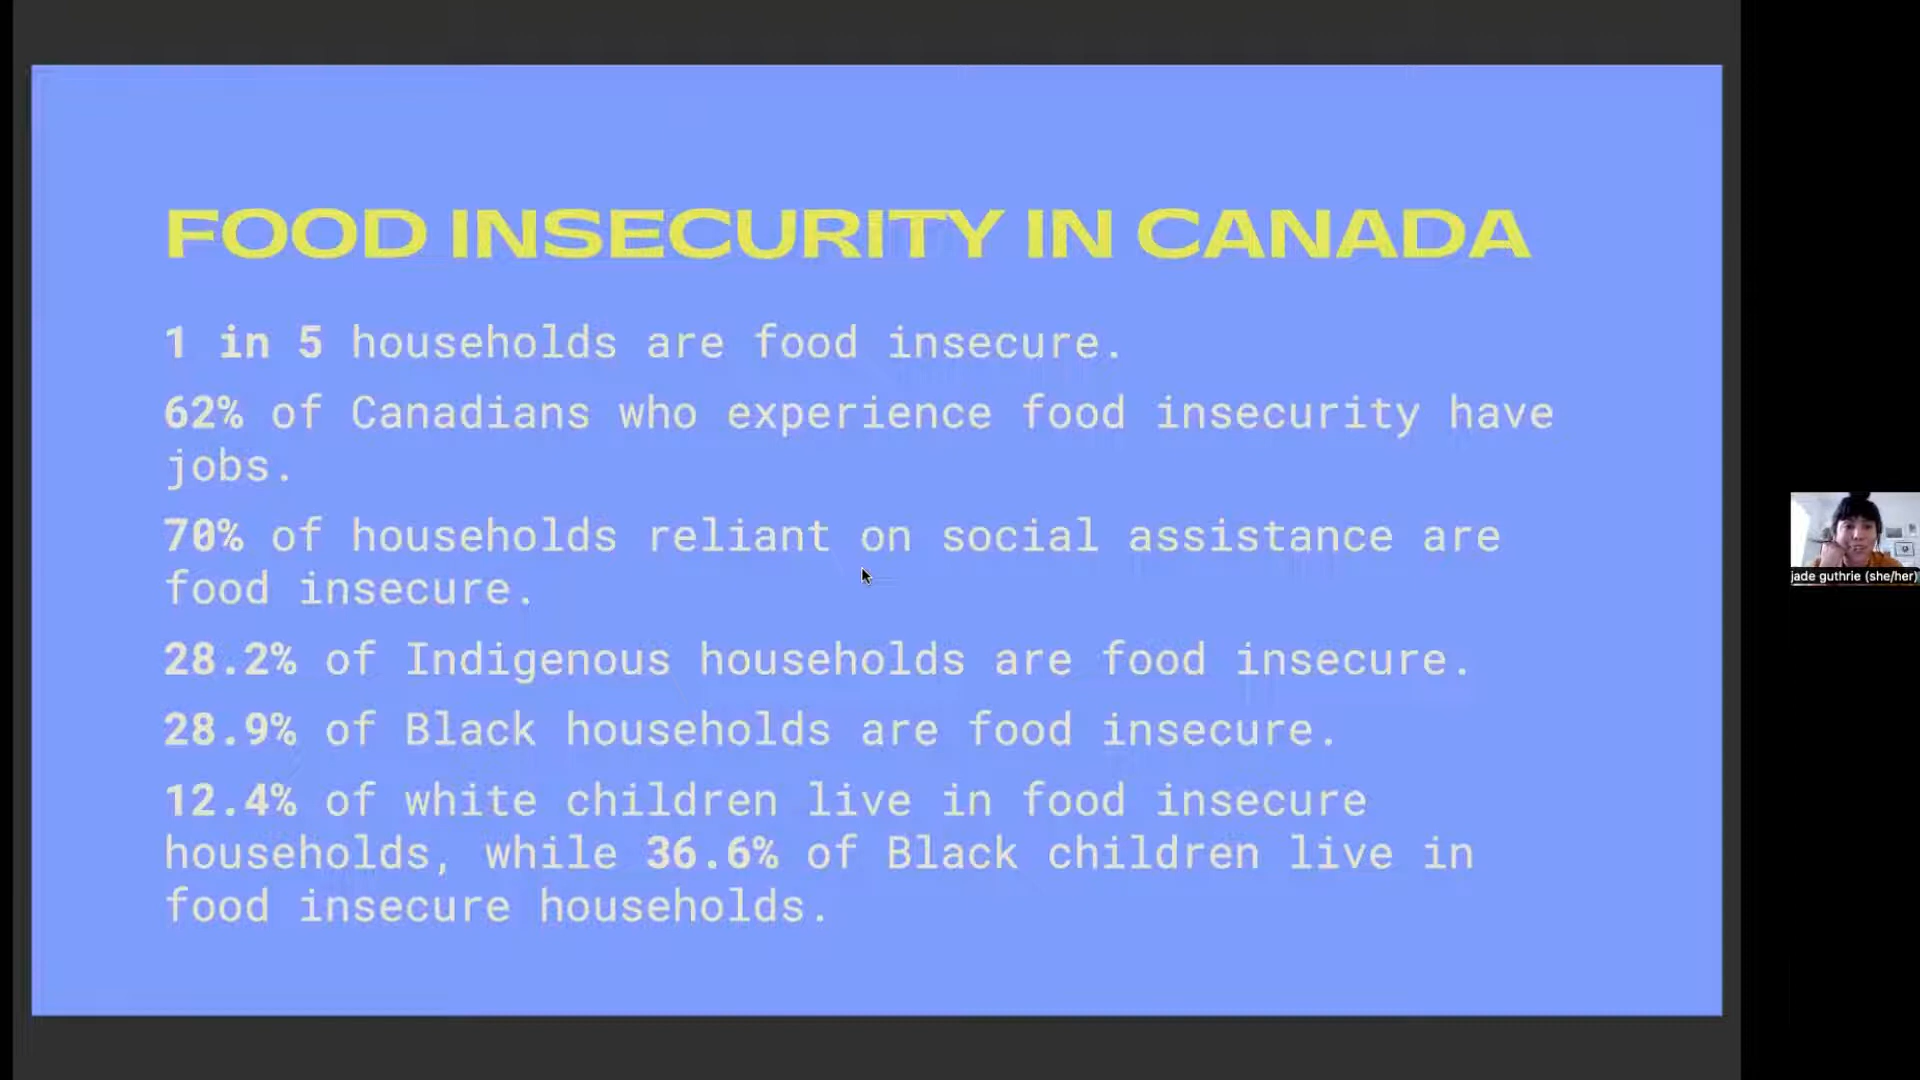 FOOD INSECURITY IN CANADA
1 in 5 households are food insecure.
62% of Canadians who experience food insecurity have
jobs.
70% of households reliant on social assistance are
food insecure.
28.2% of Indigenous households are food insecure.
28.9% of Black households are food insecure.
12.4% of white children live in food insecure
households, while 36.6% of Black children live in
food insecure households.
jade guthrie (she/her)